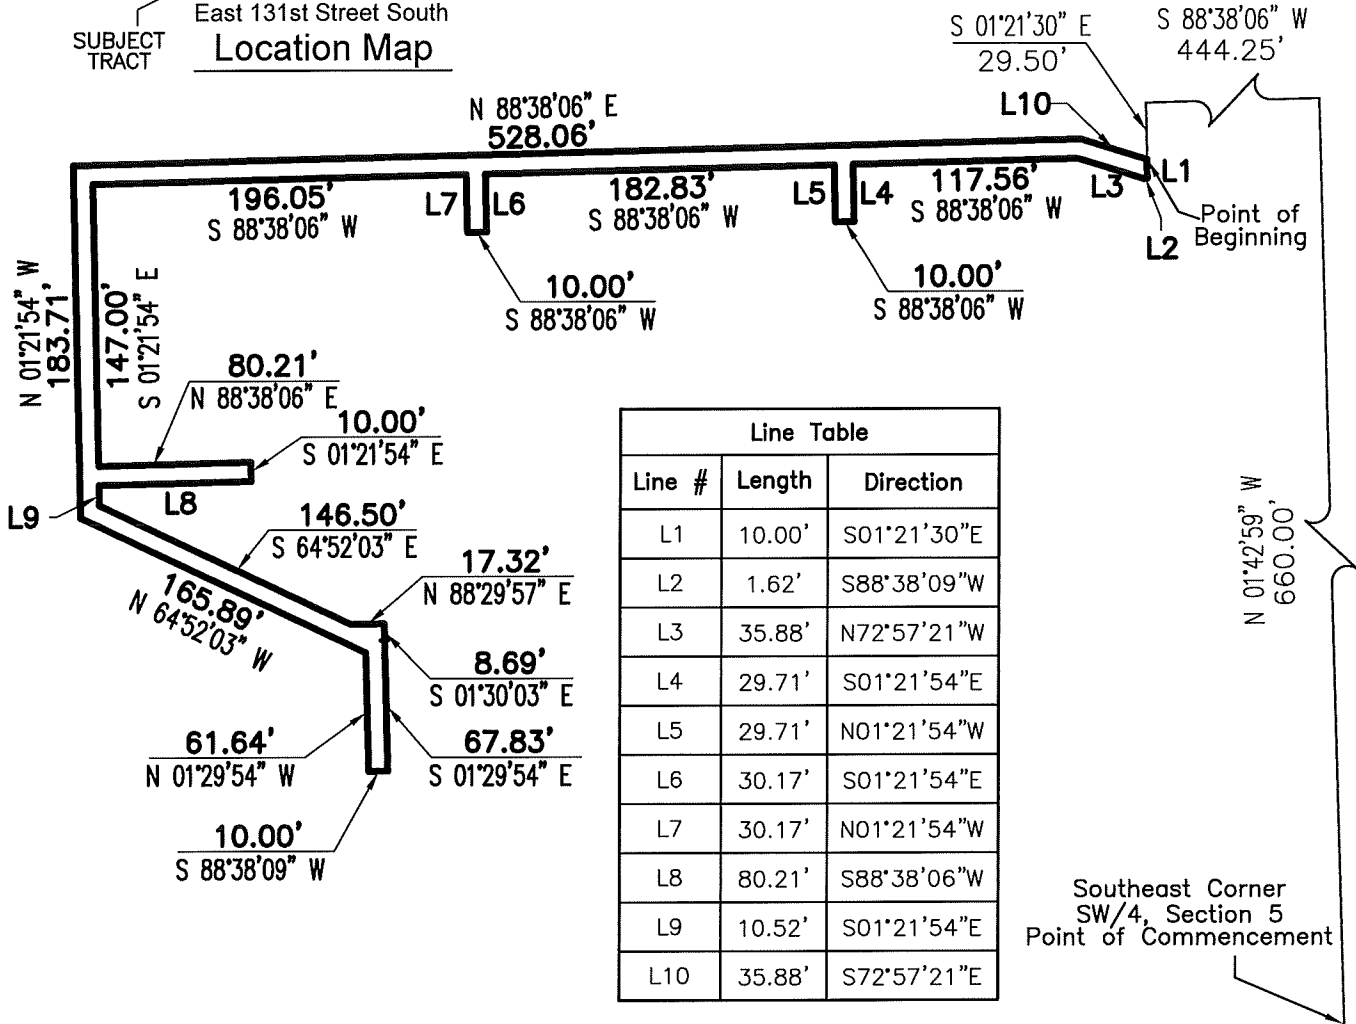 East 131st Street South
SUBJECT
TRACT
Location Map
S 01°21'30" E
29.50'
S 88°38'06" W
444.25'
N 88°38'06" E
528.06'
L10
L1
196.05'
S 88°38'06" W
L7
L6
182.83'
S 88°38'06" W
L5
L4
117.56'
S 88°38'06" W
L3
Point of
Beginning
L2
10.00'
S 88°38'06" W
10.00'
S 88°38'06" W
N 01°21'54" W
183.71'
147.00'
S 01°21'54" E
80.21'
N 88°38'06" E
10.00'
S 01°21'54" E
L8
L9
146.50'
S 64°52'03" E
165.89'
N 64°52'03" W
17.32'
N 88°29'57" E
8.69'
S 01°30'03" E
61.64'
N 01°29'54" W
67.83'
S 01°29'54" E
10.00'
S 88°38'09" W
Line Table
Line # Length Direction
L1 10.00' S01°21'30"E
L2 1.62' S88°38'09"W
L3 35.88' N72°57'21"W
L4 29.71' S01°21'54"E
L5 29.71' N01°21'54"W
L6 30.17' S01°21'54"E
L7 30.17' N01°21'54"W
L8 80.21' S88°38'06"W
L9 10.52' S01°21'54"E
L10 35.88' S72°57'21"E
N 01°42'59" W
660.00'
Southeast Corner
SW/4, Section 5
Point of Commencement